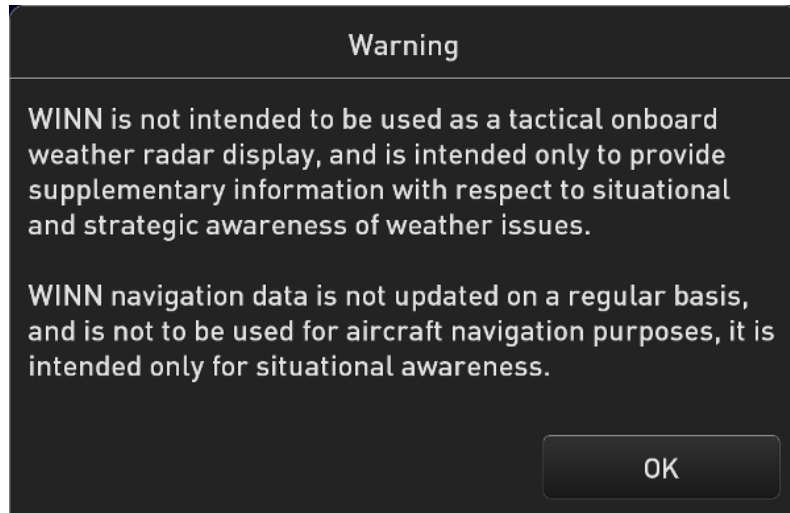 Warning
WINN is not intended to be used as a tactical onboard
weather radar display, and is intended only to provide
supplementary information with respect to situational
and strategic awareness of weather issues.
WINN navigation data is not updated on a regular basis,
and is not to be used for aircraft navigation purposes, it is
intended only for situational awareness.
OK